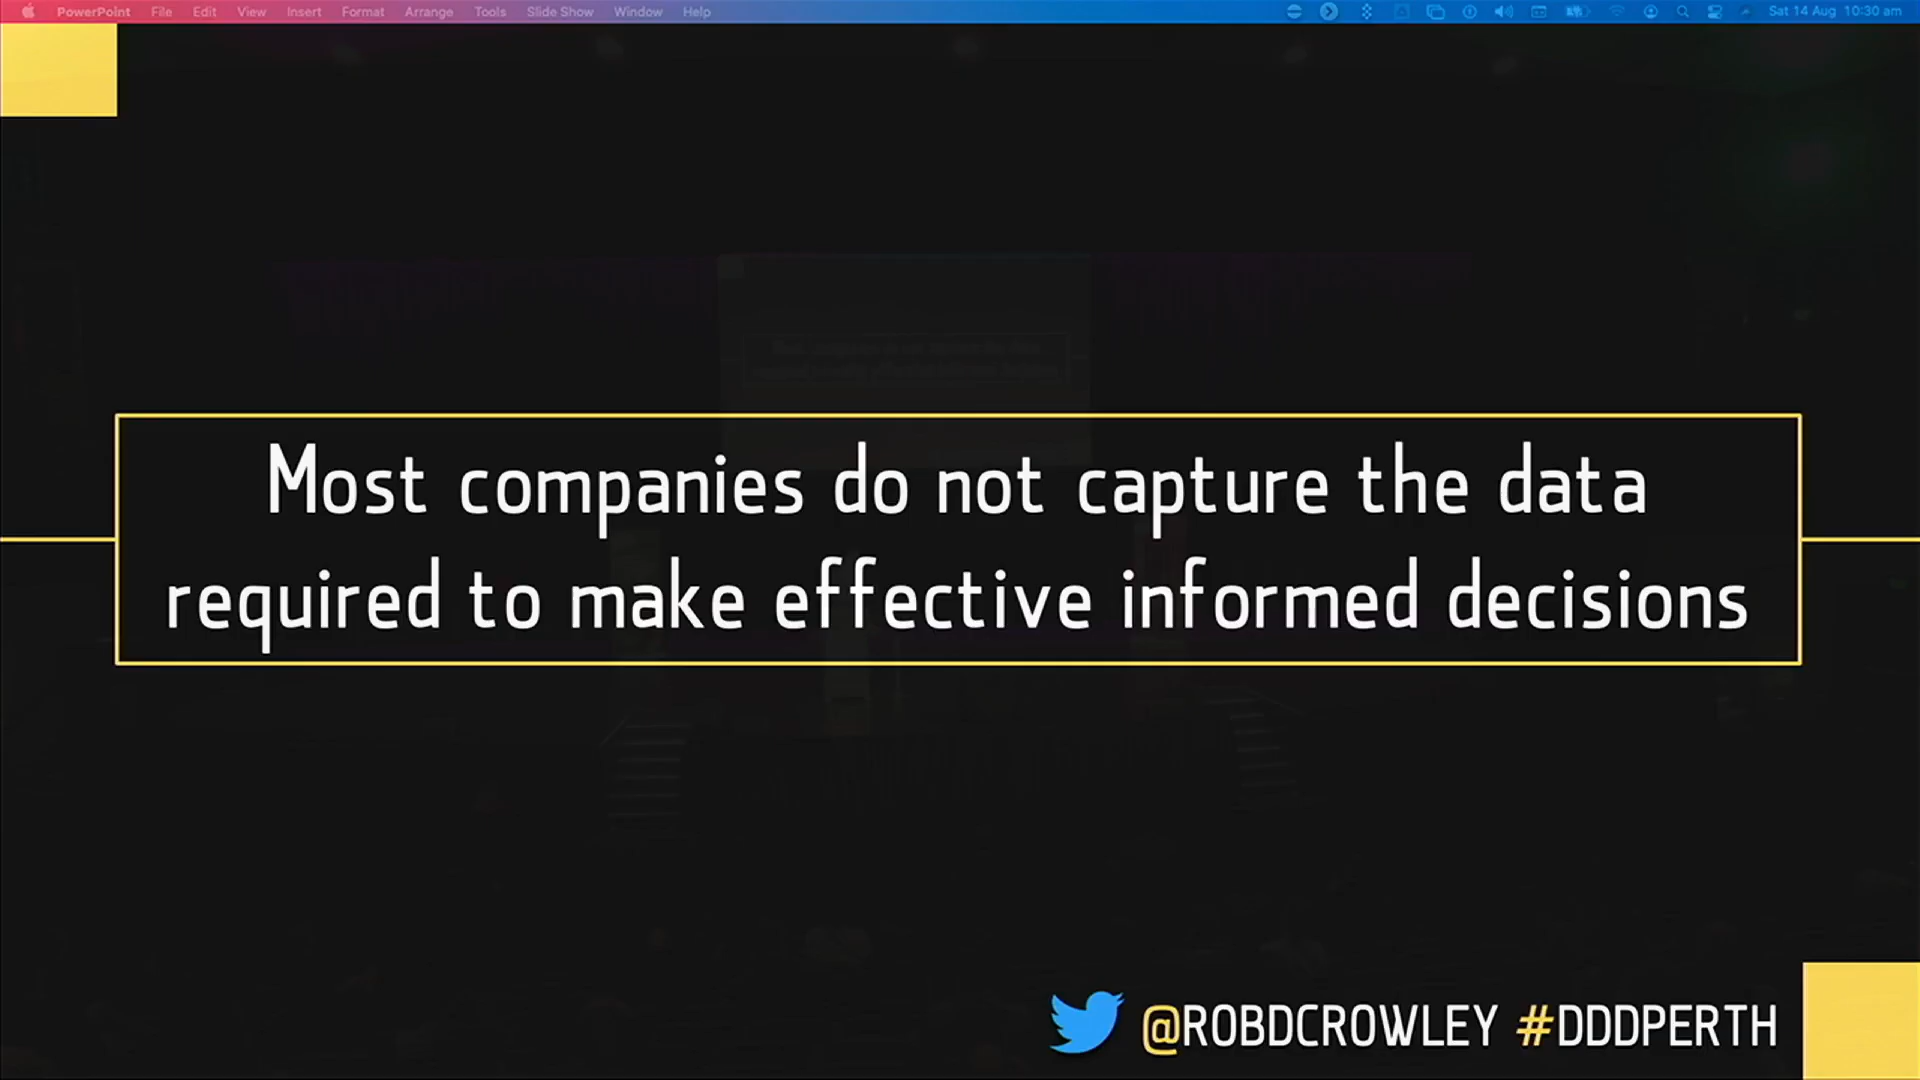 PowerPoint File Edit View Insert Format Arrange Tools Slide Show Window Help Sat 14 Aug 10:30 am
Most companies do not capture the data
required to make effective informed decisions
@ROBDCROWLEY #DDDPERTH